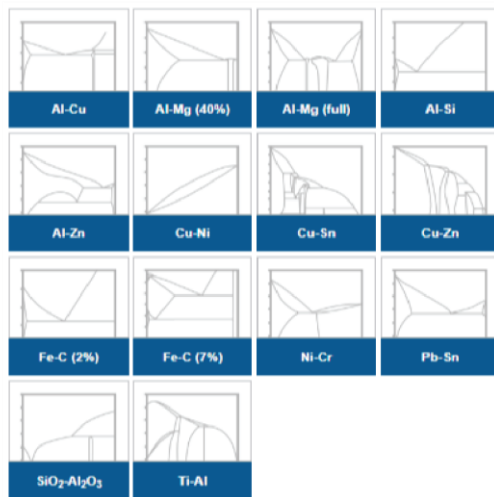 Al-Cu
Al-Mg (40%)
Al-Mg (full)
Al-Si
Al-Zn
Cu-Ni
Cu-Sn
Cu-Zn
Fe-C (2%)
Fe-C (7%)
Ni-Cr
Pb-Sn
SiO₂-Al₂O₃
Ti-Al